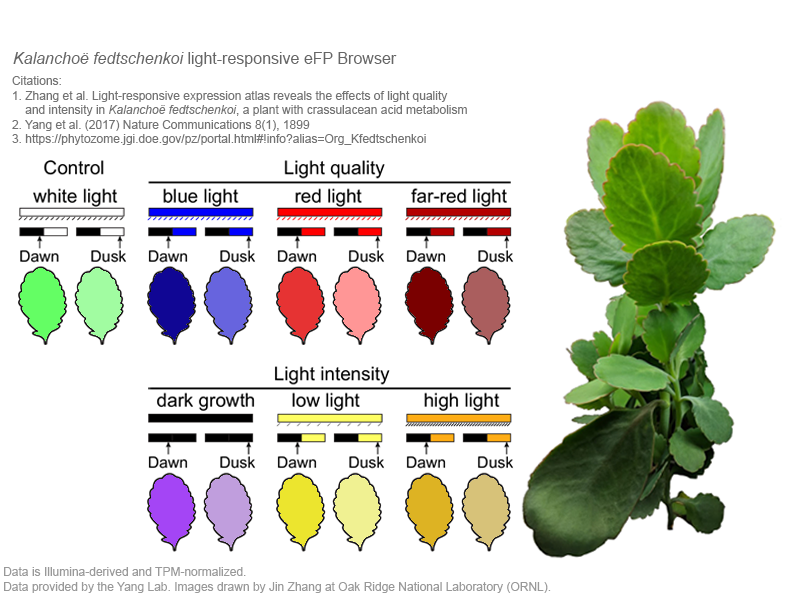 Kalanchoë fedtschenkoi light-responsive eFP Browser
Citations:
1. Zhang et al. Light-responsive expression atlas reveals the effects of light quality
and intensity in Kalanchoë fedtschenkoi, a plant with crassulacean acid metabolism
2. Yang et al. (2017) Nature Communications 8(1), 1899
3. https://phytozome.jgi.doe.gov/pz/portal.html#!info?alias=Org_Kfedtschenkoi
Control
Light quality
white light
blue light
red light
far-red light
Dawn Dusk
Dawn Dusk
Dawn Dusk
Dawn Dusk
Light intensity
dark growth
low light
high light
Dawn Dusk
Dawn Dusk
Dawn Dusk
Data is Illumina-derived and TPM-normalized.
Data provided by the Yang Lab. Images drawn by Jin Zhang at Oak Ridge National Laboratory (ORNL).